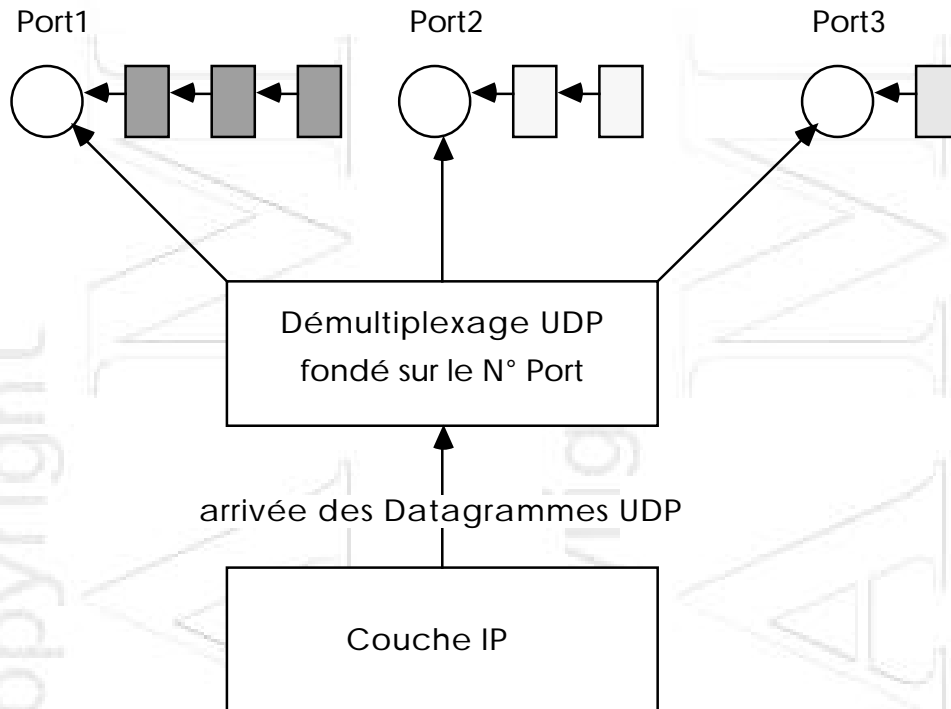 Port1 Port2 Port3
Démultiplexage UDP
fondé sur le N° Port
arrivée des Datagrammes UDP
Couche IP